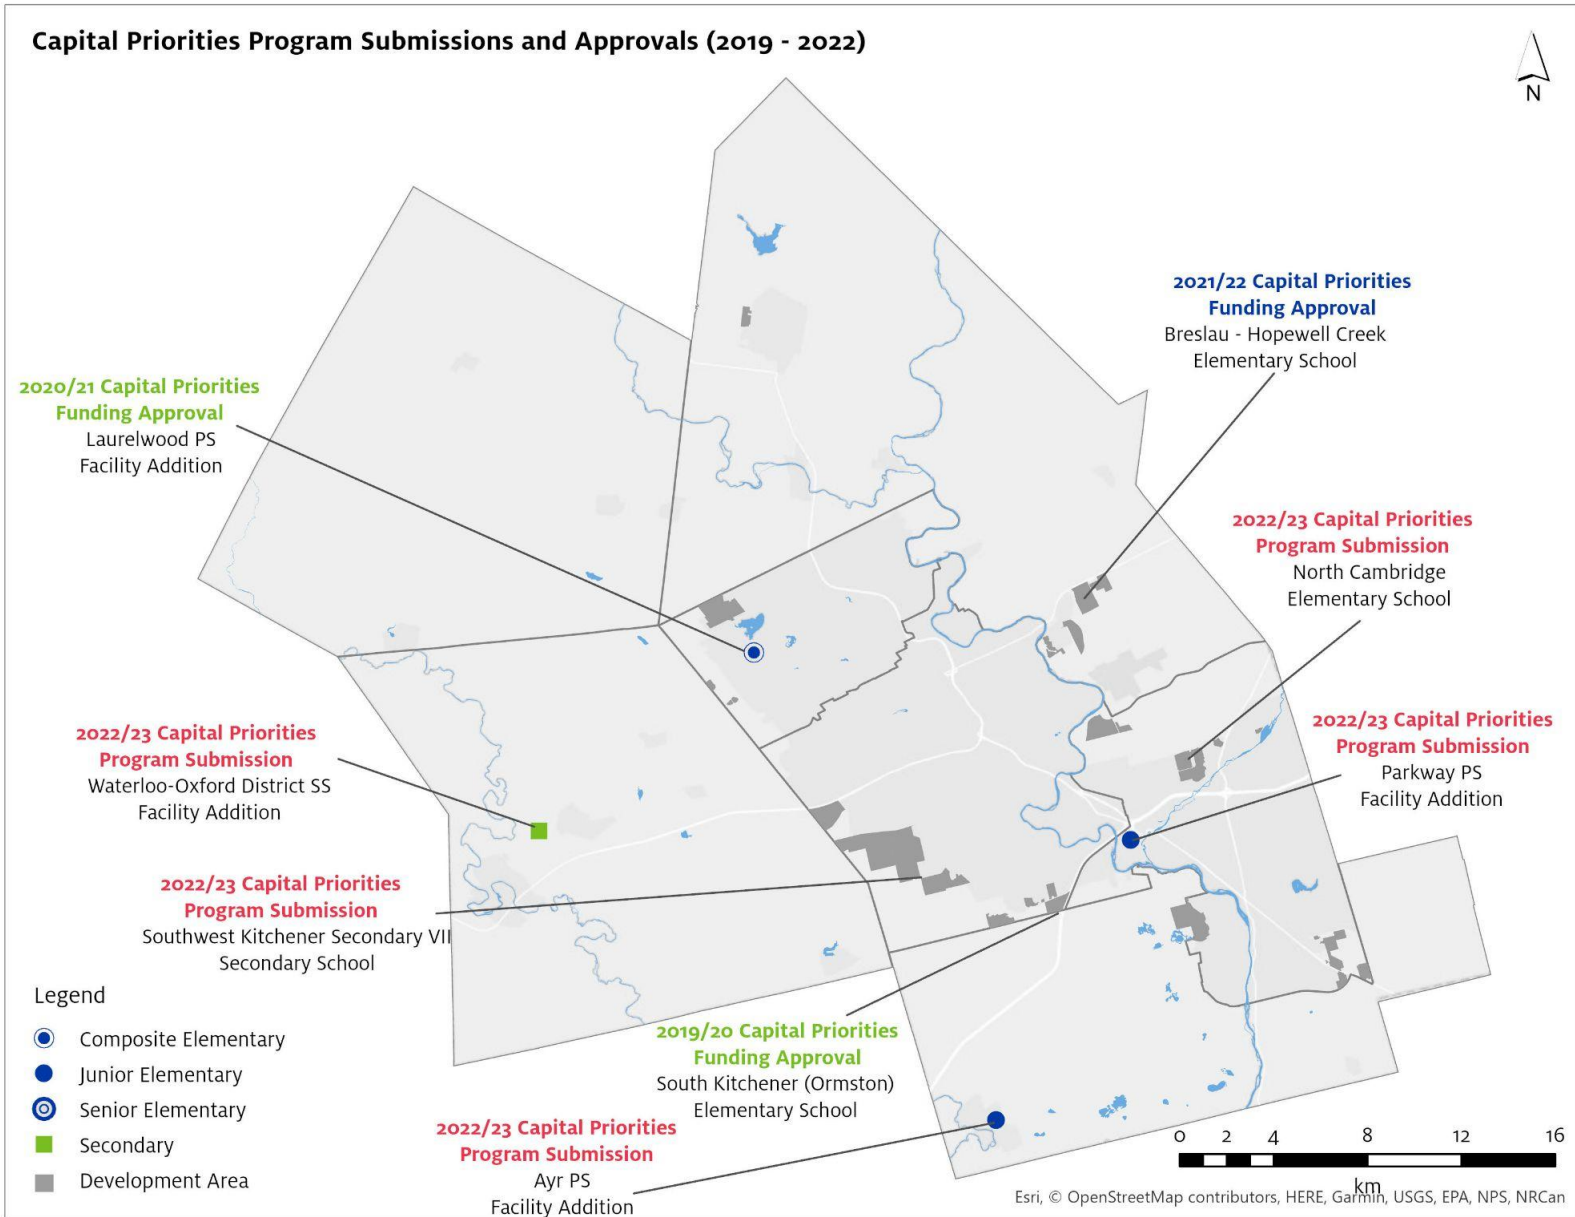 Capital Priorities Program Submissions and Approvals (2019 - 2022)
N
2021/22 Capital Priorities
Funding Approval
Breslau - Hopewell Creek
Elementary School
2020/21 Capital Priorities
Funding Approval
Laurelwood PS
Facility Addition
2022/23 Capital Priorities
Program Submission
North Cambridge
Elementary School
2022/23 Capital Priorities
Program Submission
Parkway PS
Facility Addition
2022/23 Capital Priorities
Program Submission
Waterloo-Oxford District SS
Facility Addition
2022/23 Capital Priorities
Program Submission
Southwest Kitchener Secondary VII
Secondary School
2019/20 Capital Priorities
Funding Approval
South Kitchener (Ormston)
Elementary School
2022/23 Capital Priorities
Program Submission
Ayr PS
Facility Addition
Legend
Composite Elementary
Junior Elementary
Senior Elementary
Secondary
Development Area
0 2 4 8 12 16
km
Esri, © OpenStreetMap contributors, HERE, Garmin, USGS, EPA, NPS, NRCan